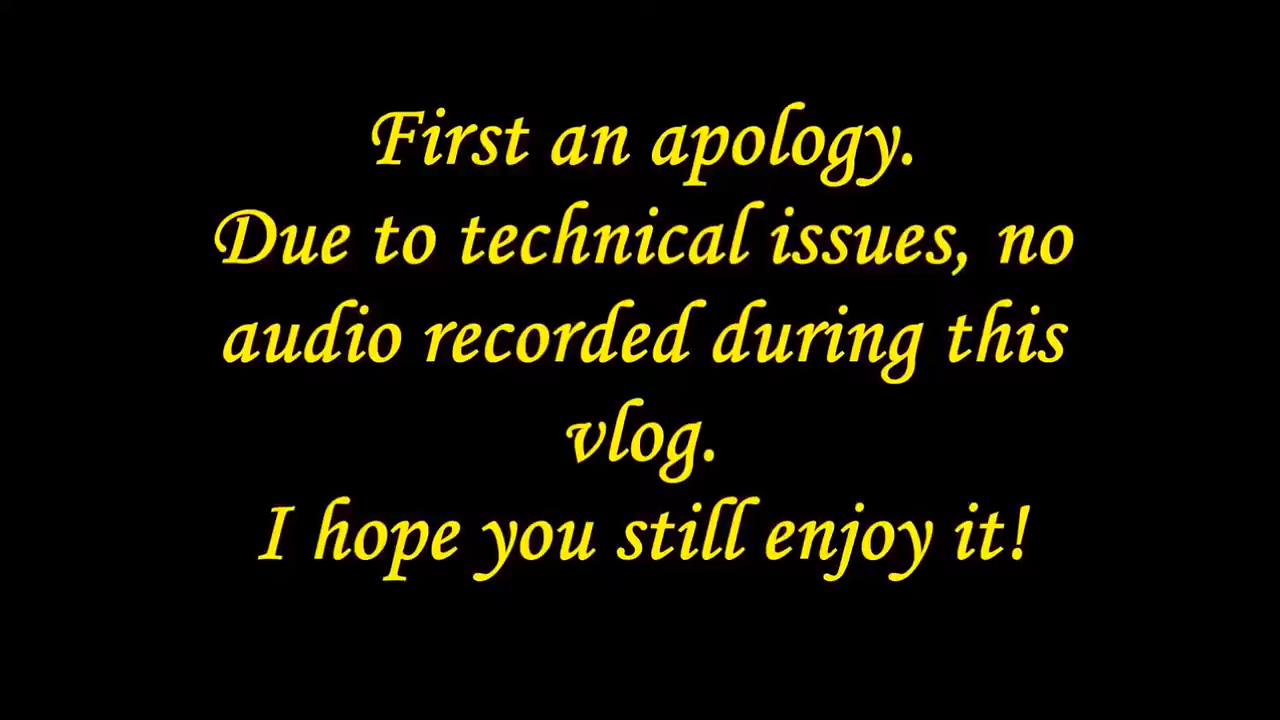 First an apology.
Due to technical issues, no
audio recorded during this
vlog.
I hope you still enjoy it!